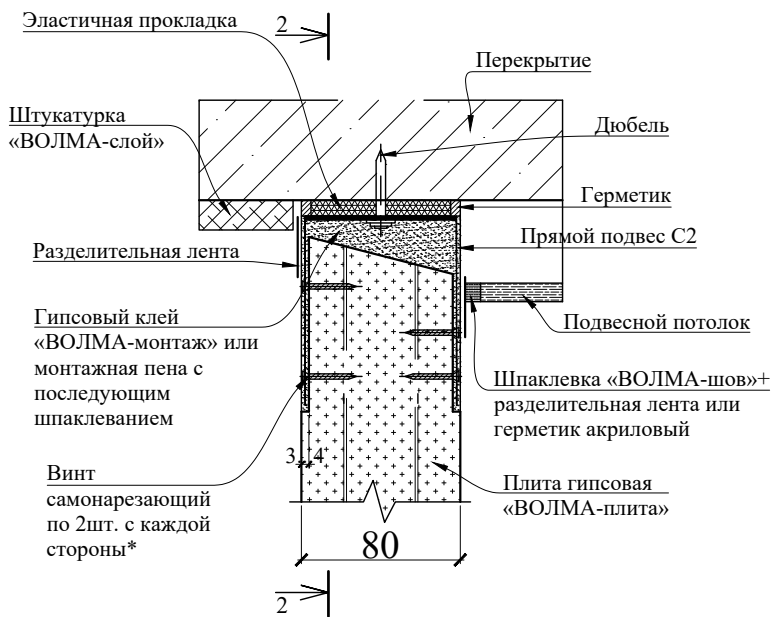 Эластичная прокладка
2
Перекрытие
Штукатурка
«ВОЛМА-слой»
Дюбель
Герметик
Разделительная лента
Прямой подвес С2
Гипсовый клей
«ВОЛМА-монтаж» или
монтажная пена с
последующим
шпаклеванием
Подвесной потолок
Шпаклевка «ВОЛМА-шов»+
разделительная лента или
герметик акриловый
3 4
Винт
самонарезающий
по 2шт. с каждой
стороны*
Плита гипсовая
«ВОЛМА-плита»
80
2